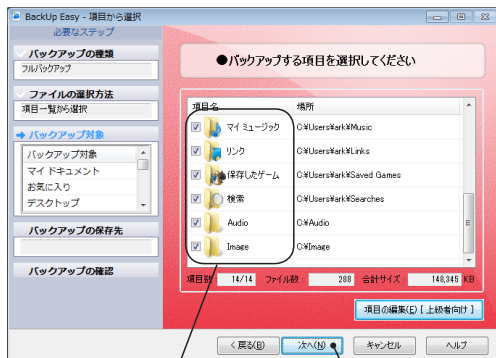 BackUp Easy - 項目から選択
必要なステップ
バックアップの種類
フルバックアップ
ファイルの選択方法
項目一覧から選択
バックアップ対象
バックアップ対象
マイ ドキュメント
お気に入り
デスクトップ
バックアップの保存先
バックアップの確認
●バックアップする項目を選択してください
項目名 場所
マイ ミュージック C:¥Users¥ark¥Music
リンク C:¥Users¥ark¥Links
保存したゲーム C:¥Users¥ark¥Saved Games
検索 C:¥Users¥ark¥Searches
Audio C:¥Audio
Image C:¥Image
項目数 14/14 ファイル数: 288 合計サイズ: 148,345 KB
項目の編集(E) [ 上級者向け ]
< 戻る(B) 次へ(N) キャンセル ヘルプ